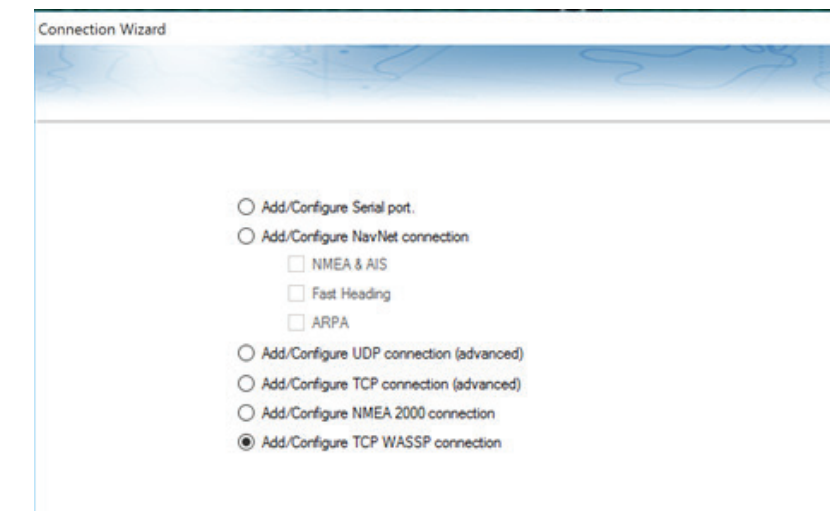 Connection Wizard
Add/Configure Serial port.
Add/Configure NavNet connection
NMEA & AIS
Fast Heading
ARPA
Add/Configure UDP connection (advanced)
Add/Configure TCP connection (advanced)
Add/Configure NMEA 2000 connection
Add/Configure TCP WASSP connection